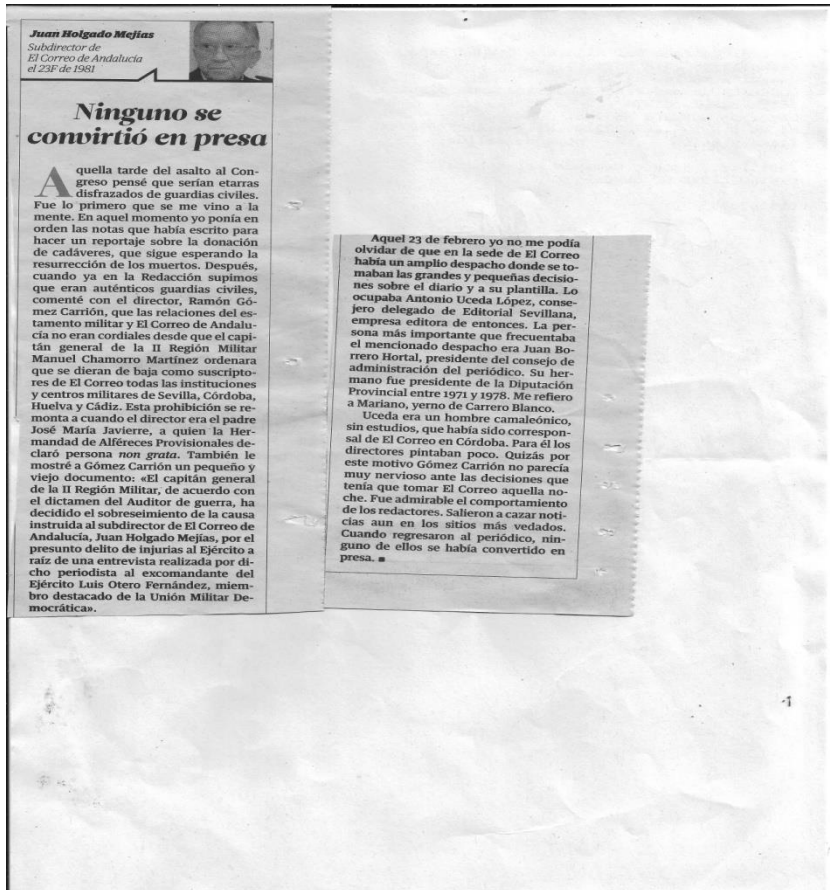 Juan Holgado Mejías
Subdirector de
El Correo de Andalucía
el 23F de 1981
Ninguno se
convirtió en presa
Aquella tarde del asalto al Con-
greso pensé que serían etarras
disfrazados de guardias civiles.
Fue lo primero que se me vino a la
mente. En aquel momento yo ponía en
orden las notas que había escrito para
hacer un reportaje sobre la donación
de cadáveres, que sigue esperando la
resurrección de los muertos. Después,
cuando ya en la Redacción supimos
que eran auténticos guardias civiles,
comenté con el director, Ramón Gó-
mez Carrión, que las relaciones del es-
tamento militar y El Correo de Andalu-
cía no eran cordiales desde que el capi-
tán general de la II Región Militar
Manuel Chamorro Martínez ordenara
que se dieran de baja como suscripto-
res de El Correo todas las instituciones
y centros militares de Sevilla, Córdoba,
Huelva y Cádiz. Esta prohibición se re-
monta a cuando el director era el padre
José María Javierre, a quien la Her-
mandad de Alféreces Provisionales de-
claró persona non grata. También le
mostré a Gómez Carrión un pequeño y
viejo documento: «El capitán general
de la II Región Militar, de acuerdo con
el dictamen del Auditor de guerra, ha
decidido el sobreseimiento de la causa
instruida al subdirector de El Correo de
Andalucía, Juan Holgado Mejías, por el
presunto delito de injurias al Ejército a
raíz de una entrevista realizada por di-
cho periodista al excomandante del
Ejército Luis Otero Fernández, miem-
bro destacado de la Unión Militar De-
mocrática».
Aquel 23 de febrero yo no me podía
olvidar de que en la sede de El Correo
había un amplio despacho donde se to-
maban las grandes y pequeñas decisio-
nes sobre el diario y a su plantilla. Lo
ocupaba Antonio Uceda López, conse-
jero delegado de Editorial Sevillana,
empresa editora de entonces. La per-
sona más importante que frecuentaba
el mencionado despacho era Juan Bo-
rrero Hortal, presidente del consejo de
administración del periódico. Su her-
mano fue presidente de la Diputación
Provincial entre 1971 y 1978. Me refiero
a Mariano, yerno de Carrero Blanco.
Uceda era un hombre camaleónico,
sin estudios, que había sido correspon-
sal de El Correo en Córdoba. Para él los
directores pintaban poco. Quizás por
este motivo Gómez Carrión no parecía
muy nervioso ante las decisiones que
tenía que tomar El Correo aquella no-
che. Fue admirable el comportamiento
de los redactores. Salieron a cazar noti-
cias aun en los sitios más vedados.
Cuando regresaron al periódico, nin-
guno de ellos se había convertido en
presa. ■